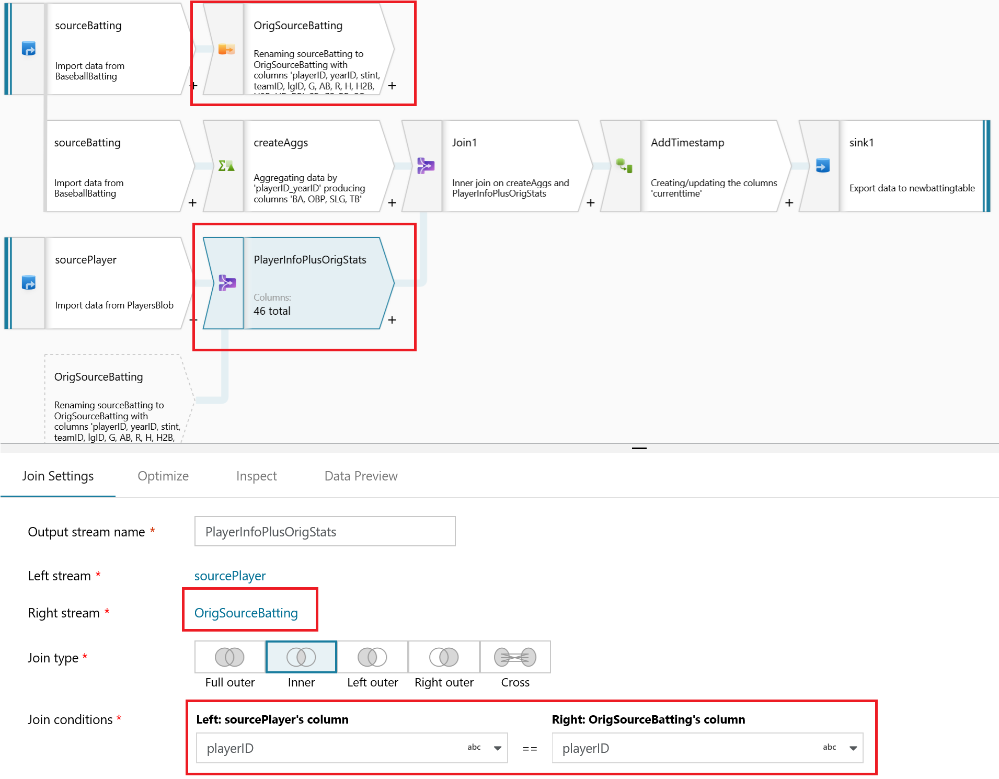 sourceBatting
Import data from
BaseballBatting
+
OrigSourceBatting
Renaming sourceBatting to
OrigSourceBatting with
columns 'playerID, yearID, stint,
teamID, lgID, G, AB, R, H, H2B,
+
sourceBatting
Import data from
BaseballBatting
+
createAggs
Aggregating data by
'playerID_yearID' producing
columns 'BA, OBP, SLG, TB'
+
Join1
Inner join on createAggs and
PlayerInfoPlusOrigStats
+
AddTimestamp
Creating/updating the columns
'currenttime'
+
sink1
Export data to newbattingtable
sourcePlayer
Import data from PlayersBlob
+
PlayerInfoPlusOrigStats
Columns:
46 total
+
OrigSourceBatting
Renaming sourceBatting to
OrigSourceBatting with
columns 'playerID, yearID, stint,
teamID, lgID, G, AB, R, H, H2B,
Join Settings Optimize Inspect Data Preview
Output stream name * PlayerInfoPlusOrigStats
Left stream * sourcePlayer
Right stream * OrigSourceBatting
Join type *
Full outer Inner Left outer Right outer Cross
Join conditions * Left: sourcePlayer's column Right: OrigSourceBatting's column
playerID abc == playerID abc